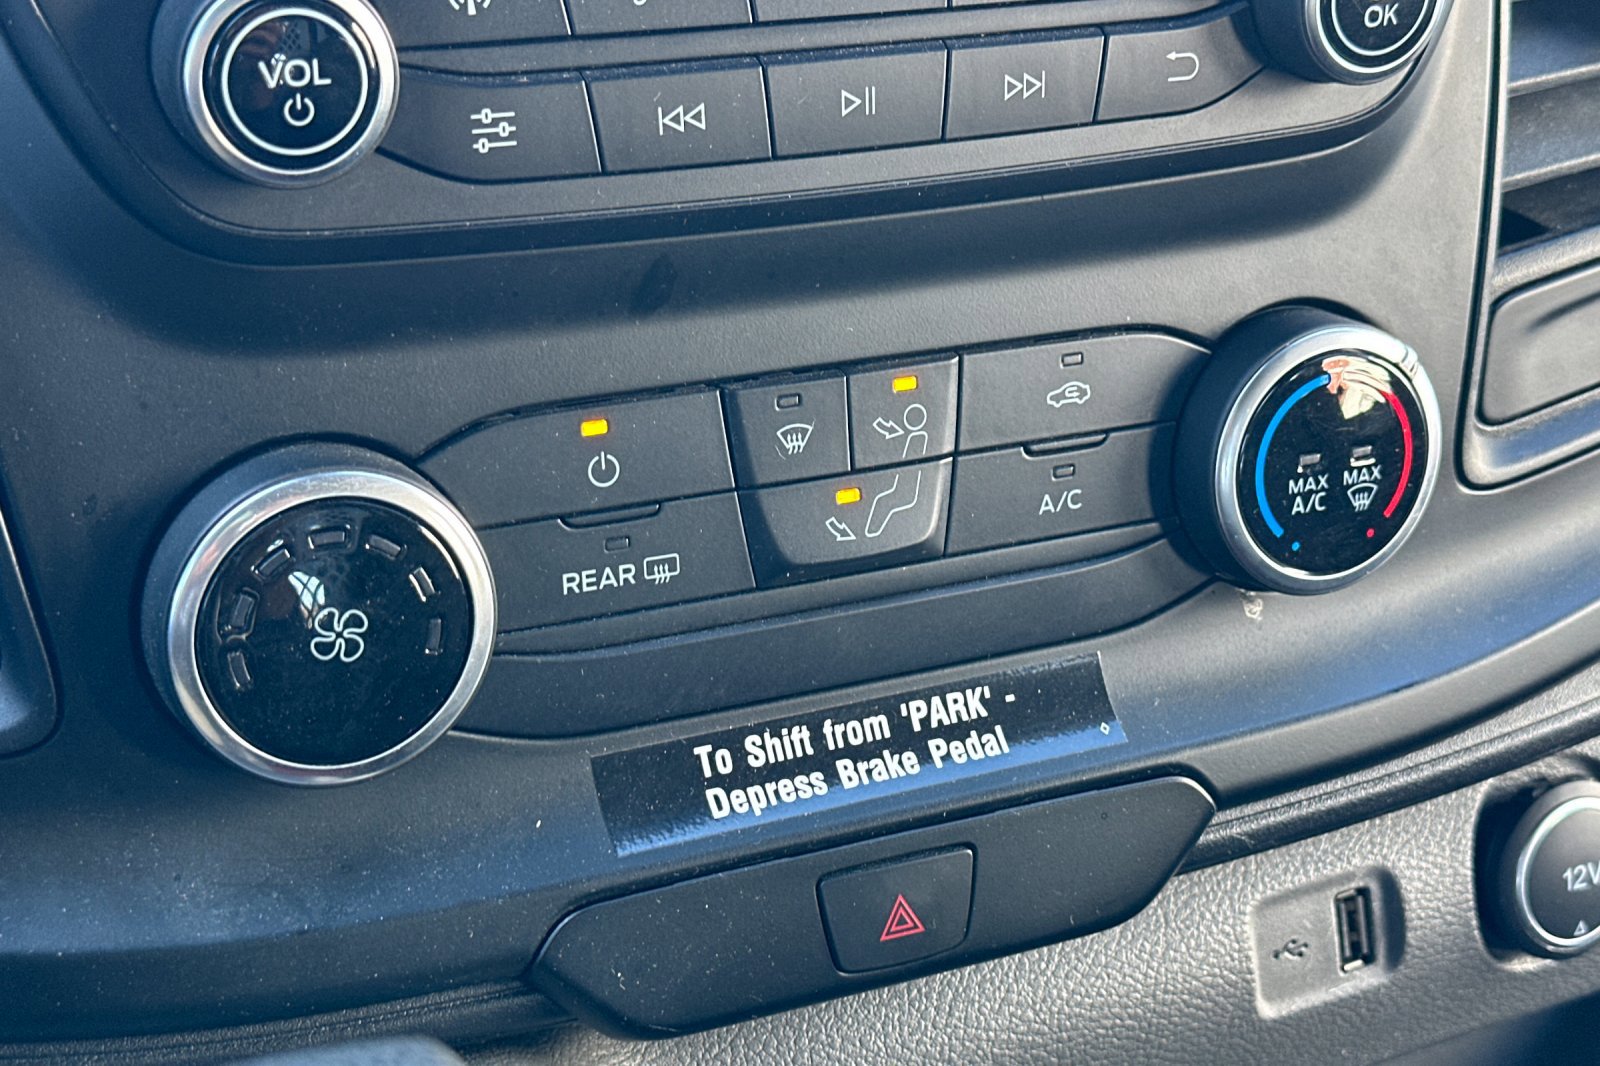 VOL
OK
MAX
A/C
MAX
A/C
REAR
To Shift from 'PARK' -
Depress Brake Pedal
12V